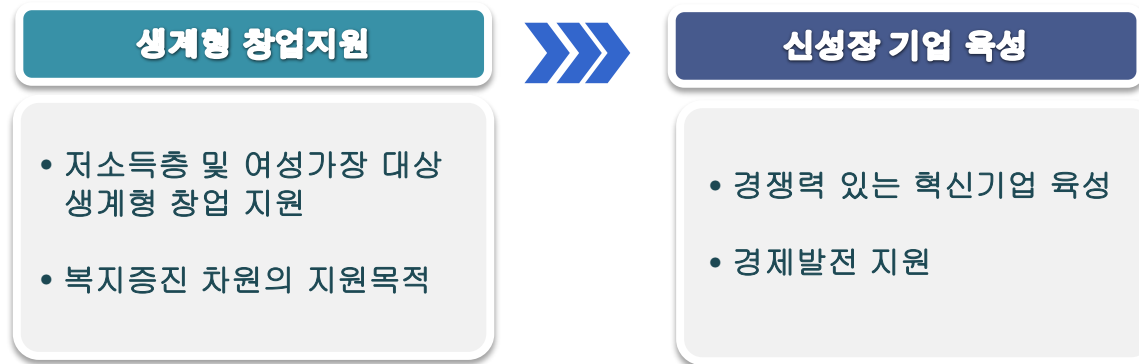 생계형 창업지원
신성장 기업 육성
• 저소득층 및 여성가장 대상
생계형 창업 지원
• 복지증진 차원의 지원목적
• 경쟁력 있는 혁신기업 육성
• 경제발전 지원